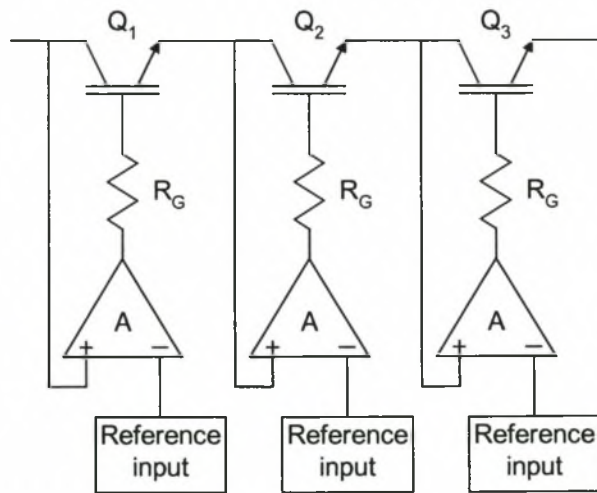 Q1 Q2 Q3
RG RG RG
A A A
+ − + − + −
Reference Reference Reference
input input input